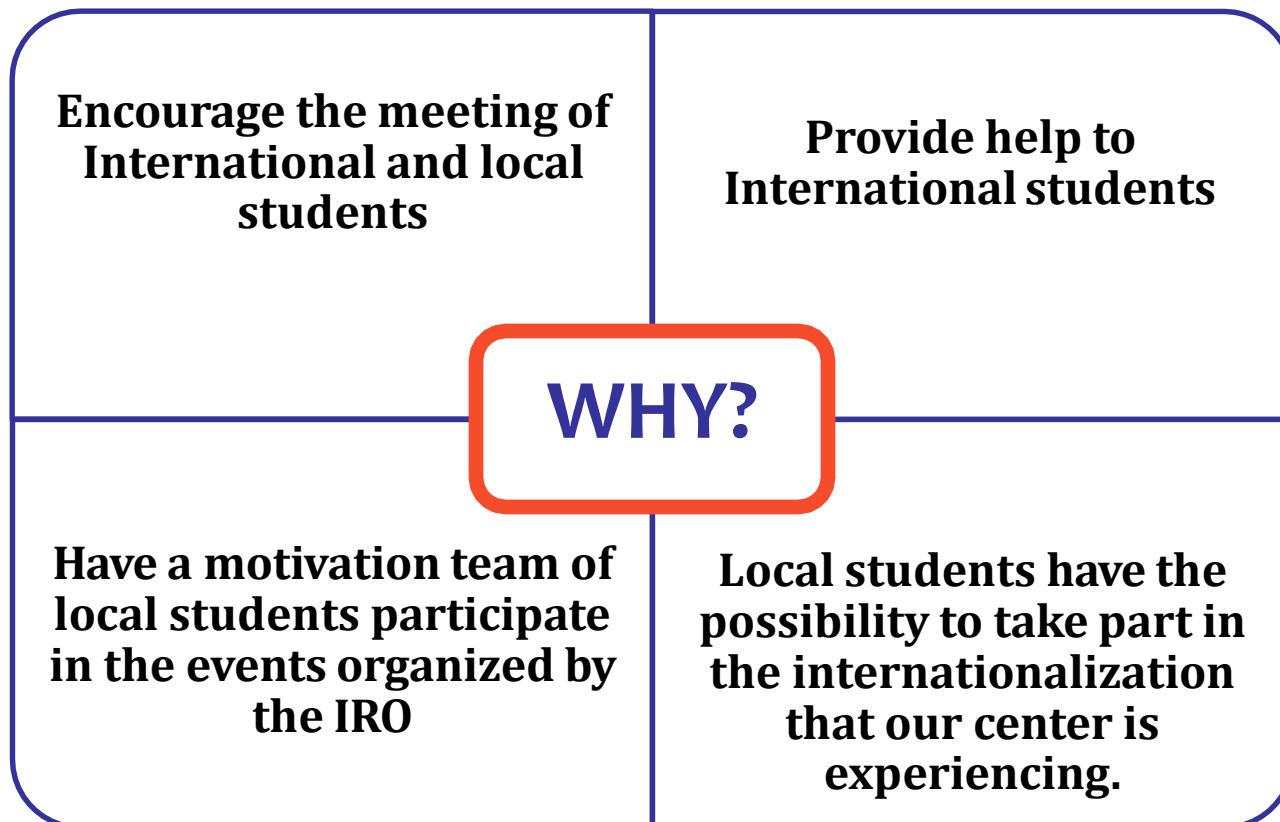 Encourage the meeting of
International and local
students
Provide help to
International students
WHY?
Have a motivation team of
local students participate
in the events organized by
the IRO
Local students have the
possibility to take part in
the internationalization
that our center is
experiencing.